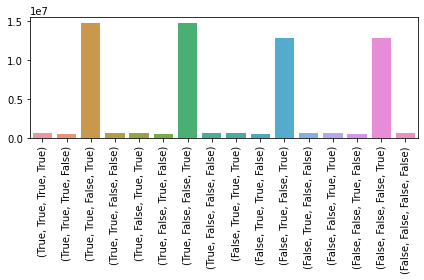 1e7
1.5
1.0
0.5
0.0
(True, True, True, True)
(True, True, True, False)
(True, True, False, True)
(True, True, False, False)
(True, False, True, True)
(True, False, True, False)
(True, False, False, True)
(True, False, False, False)
(False, True, True, True)
(False, True, True, False)
(False, True, False, True)
(False, True, False, False)
(False, False, True, True)
(False, False, True, False)
(False, False, False, True)
(False, False, False, False)